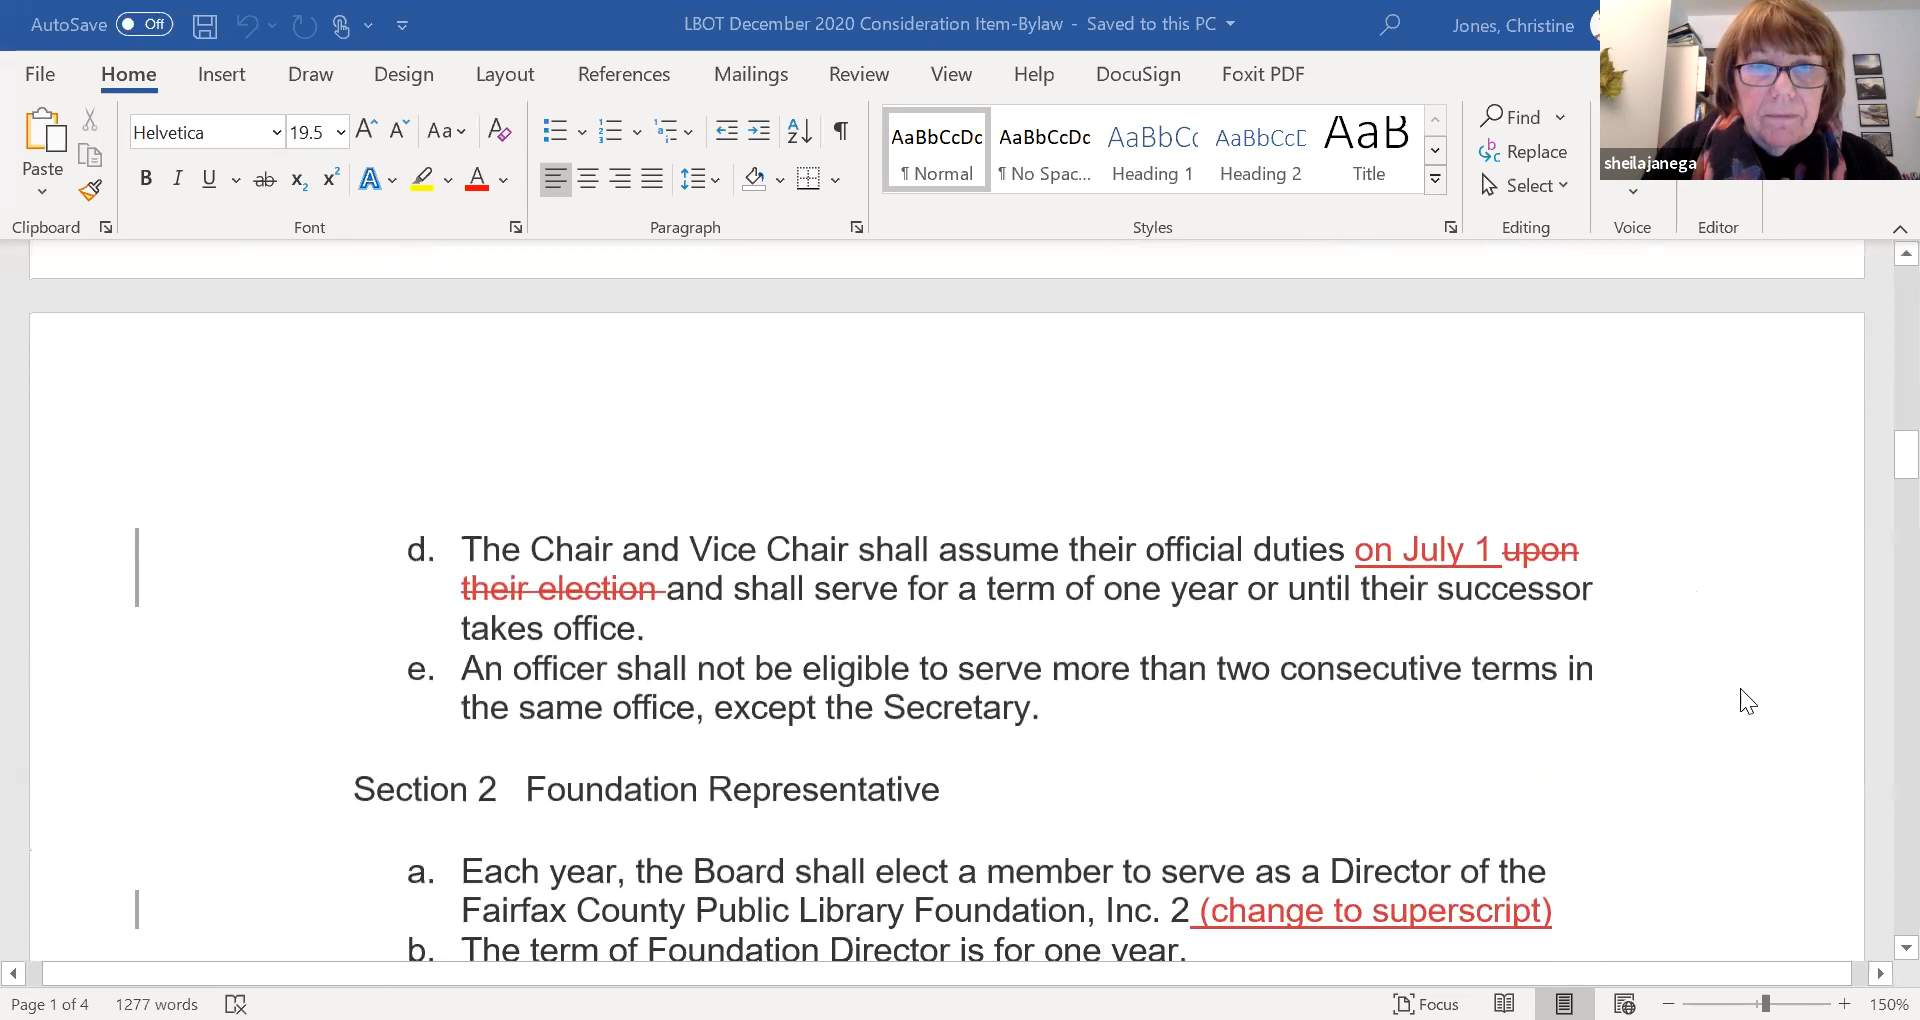 AutoSave Off LBOT December 2020 Consideration Item-Bylaw - Saved to this PC Jones, Christine
File Home Insert Draw Design Layout References Mailings Review View Help DocuSign Foxit PDF
sheilajanega
Paste
Helvetica 19.5 Aa
AaBbCcDc AaBbCcDc AaBbCc AaBbCcD AaB
¶ Normal ¶ No Spac... Heading 1 Heading 2 Title
Find
Replace
Select
Clipboard Font Paragraph Styles Editing Voice Editor
d. The Chair and Vice Chair shall assume their official duties on July 1 upon
their election and shall serve for a term of one year or until their successor
takes office.
e. An officer shall not be eligible to serve more than two consecutive terms in
the same office, except the Secretary.
Section 2 Foundation Representative
a. Each year, the Board shall elect a member to serve as a Director of the
Fairfax County Public Library Foundation, Inc. 2 (change to superscript)
b. The term of Foundation Director is for one year.
Page 1 of 4 1277 words Focus 150%